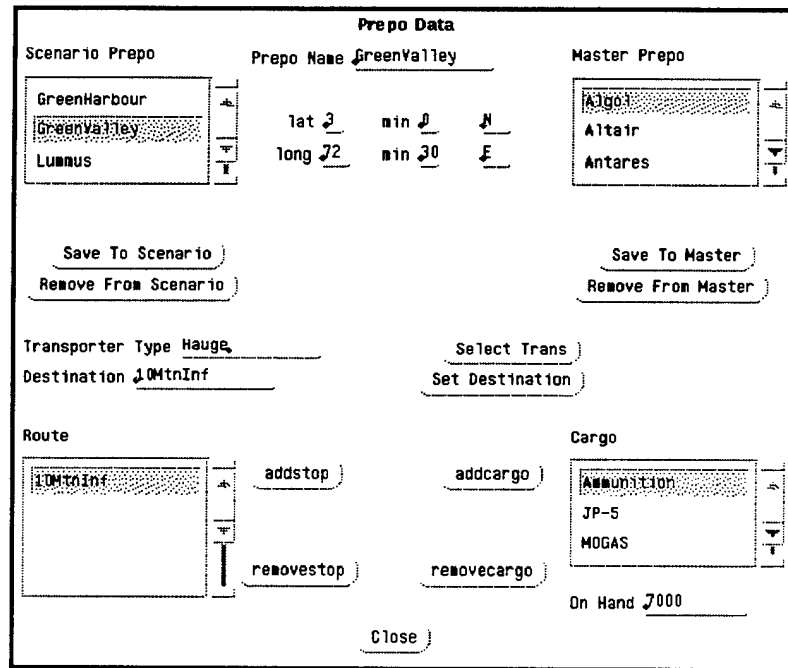 Prepo Data
Scenario Prepo
Prepo Name GreenValley
Master Prepo
GreenHarbour
GreenValley
Lummus
lat 3 min 0 N
long 72 min 30 E
Algol
Altair
Antares
Save To Scenario
Remove From Scenario
Save To Master
Remove From Master
Transporter Type Hauge
Select Trans
Destination 10MtnInf
Set Destination
Route
Cargo
10MtnInf
addstop
addcargo
Ammunition
JP-5
MOGAS
removestop
removecargo
On Hand 7000
Close